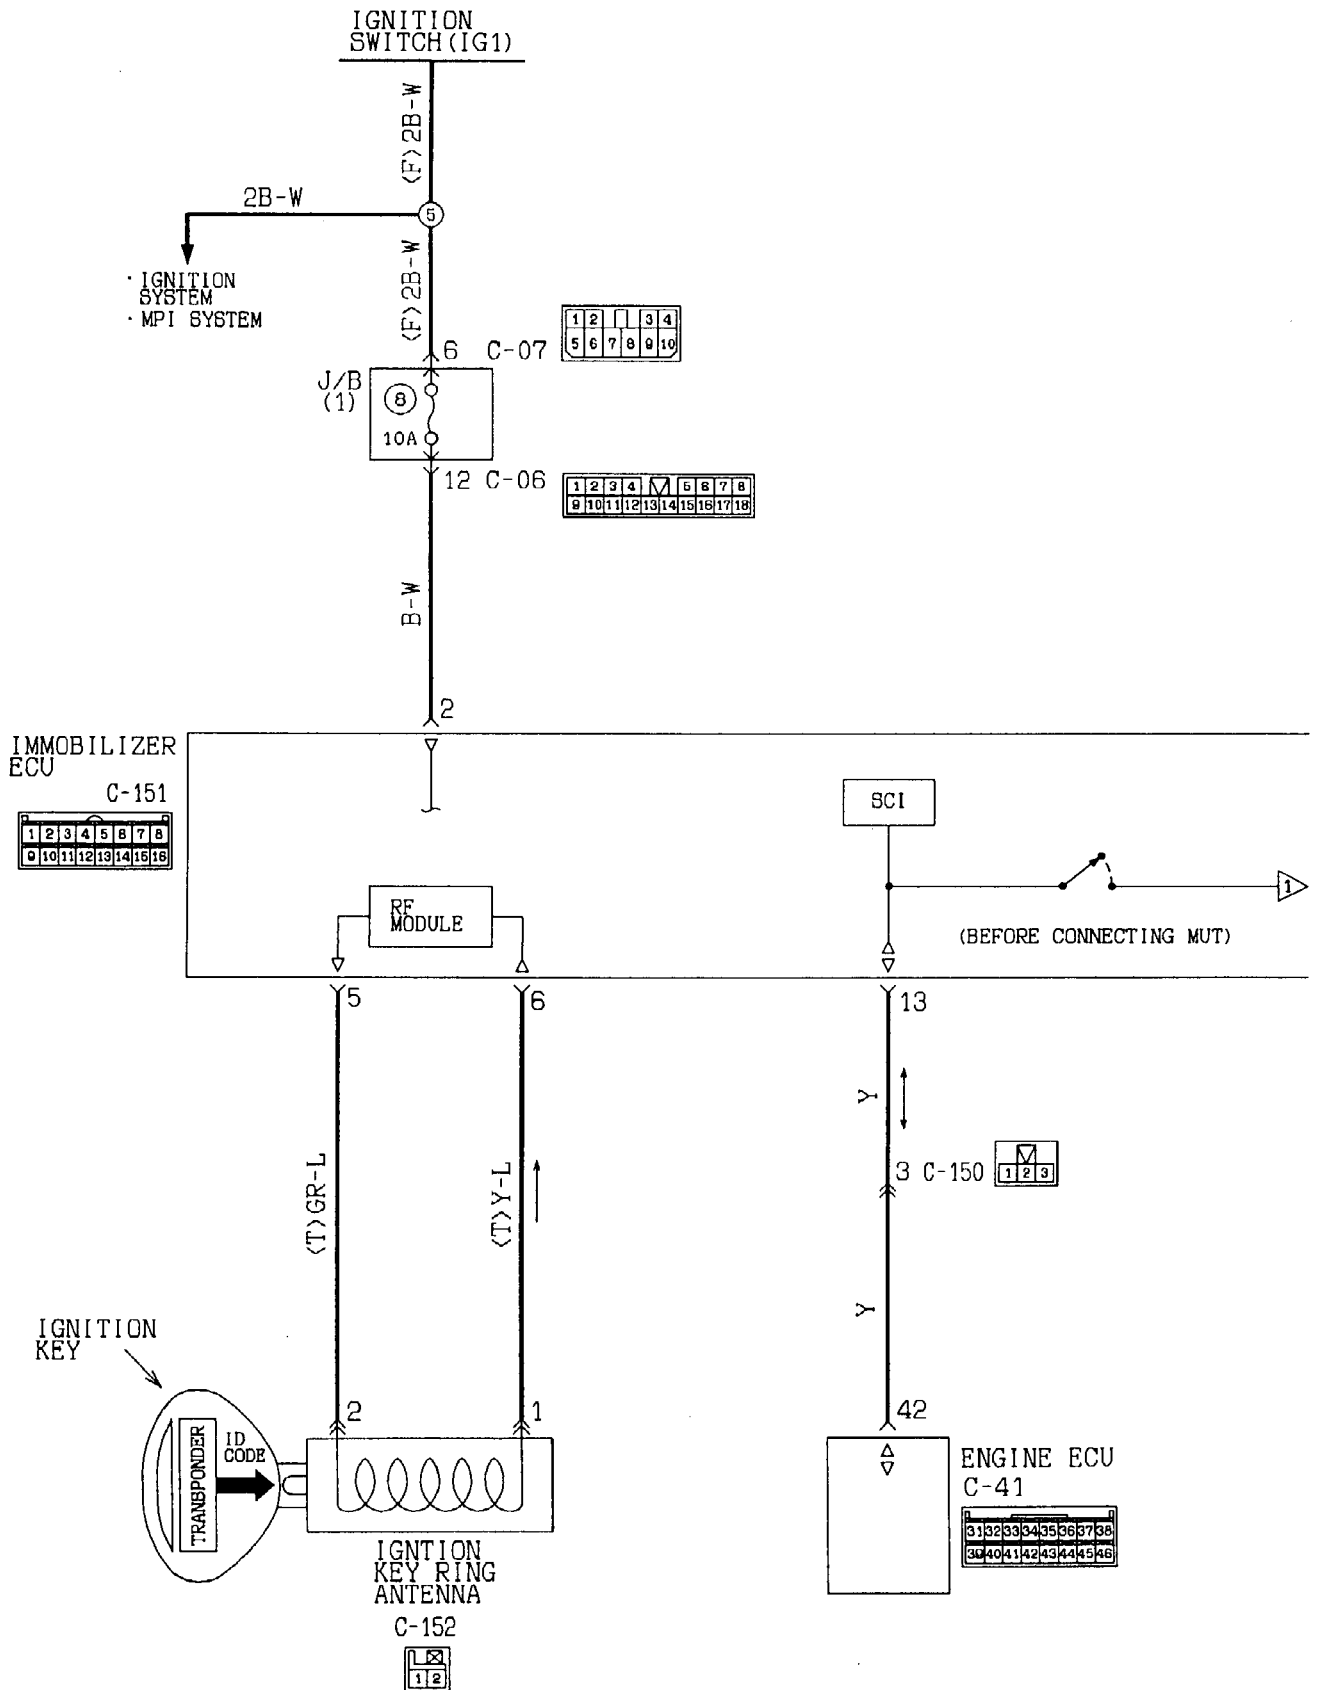 IGNITION
SWITCH(IG1)
<F>2B-W
2B-W
5
· IGNITION
SYSTEM
· MPI SYSTEM
<F>2B-W
6 C-07
1 2 3 4
5 6 7 8 9 10
J/B
(1)
8
10A
12 C-06
1 2 3 4 5 6 7 8
9 10 11 12 13 14 15 16 17 18
B-W
2
IMMOBILIZER
ECU
C-151
1 2 3 4 5 6 7 8
9 10 11 12 13 14 15 16
SCI
1
RF
MODULE
(BEFORE CONNECTING MUT)
5
6
13
Y
3 C-150
1 2 3
<T>GR-L
<T>Y-L
Y
IGNITION
KEY
2
1
42
TRANBPONDER
ID
CODE
ENGINE ECU
C-41
31 32 33 34 35 36 37 38
39 40 41 42 43 44 45 46
IGNTION
KEY RING
ANTENNA
C-152
1 2